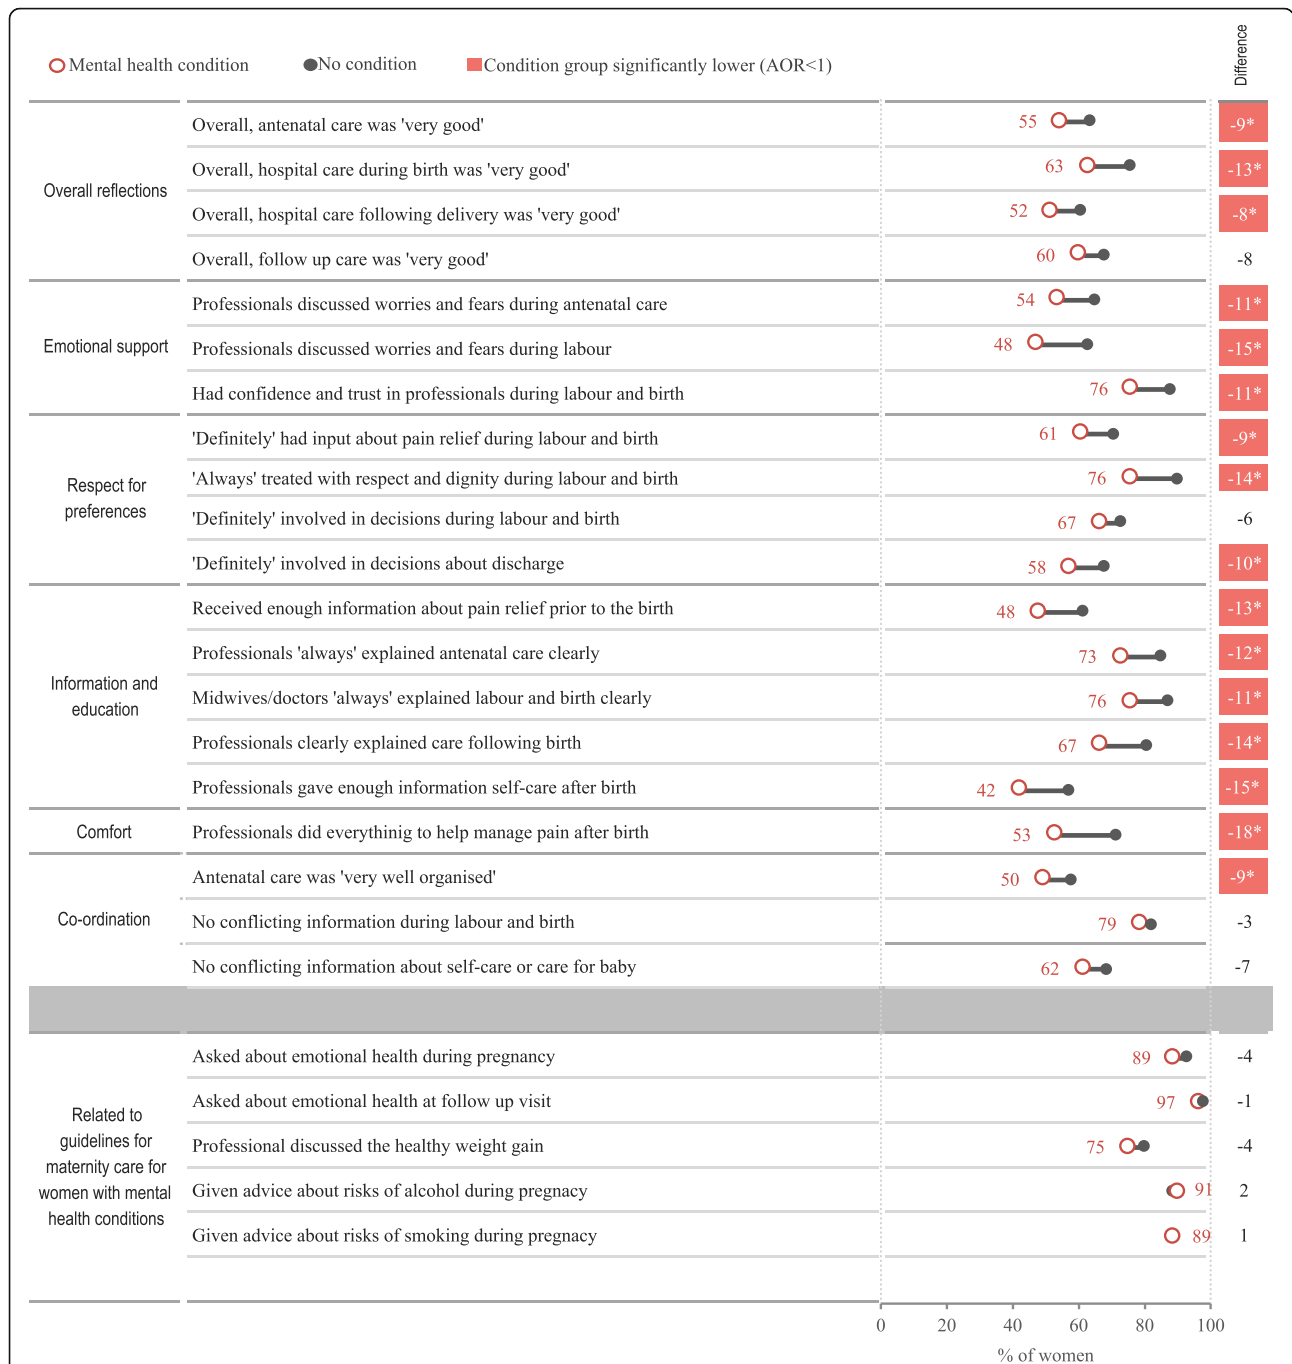 Mental health condition No condition Condition group significantly lower (AOR<1) Difference
Overall reflections
Overall, antenatal care was 'very good' 55 -9*
Overall, hospital care during birth was 'very good' 63 -13*
Overall, hospital care following delivery was 'very good' 52 -8*
Overall, follow up care was 'very good' 60 -8
Emotional support
Professionals discussed worries and fears during antenatal care 54 -11*
Professionals discussed worries and fears during labour 48 -15*
Had confidence and trust in professionals during labour and birth 76 -11*
Respect for
preferences
'Definitely' had input about pain relief during labour and birth 61 -9*
'Always' treated with respect and dignity during labour and birth 76 -14*
'Definitely' involved in decisions during labour and birth 67 -6
'Definitely' involved in decisions about discharge 58 -10*
Information and
education
Received enough information about pain relief prior to the birth 48 -13*
Professionals 'always' explained antenatal care clearly 73 -12*
Midwives/doctors 'always' explained labour and birth clearly 76 -11*
Professionals clearly explained care following birth 67 -14*
Professionals gave enough information self-care after birth 42 -15*
Comfort
Professionals did everythinig to help manage pain after birth 53 -18*
Co-ordination
Antenatal care was 'very well organised' 50 -9*
No conflicting information during labour and birth 79 -3
No conflicting information about self-care or care for baby 62 -7
Related to
guidelines for
maternity care for
women with mental
health conditions
Asked about emotional health during pregnancy 89 -4
Asked about emotional health at follow up visit 97 -1
Professional discussed the healthy weight gain 75 -4
Given advice about risks of alcohol during pregnacy 91 2
Given advice about risks of smoking during pregnacy 89 1
0 20 40 60 80 100
% of women